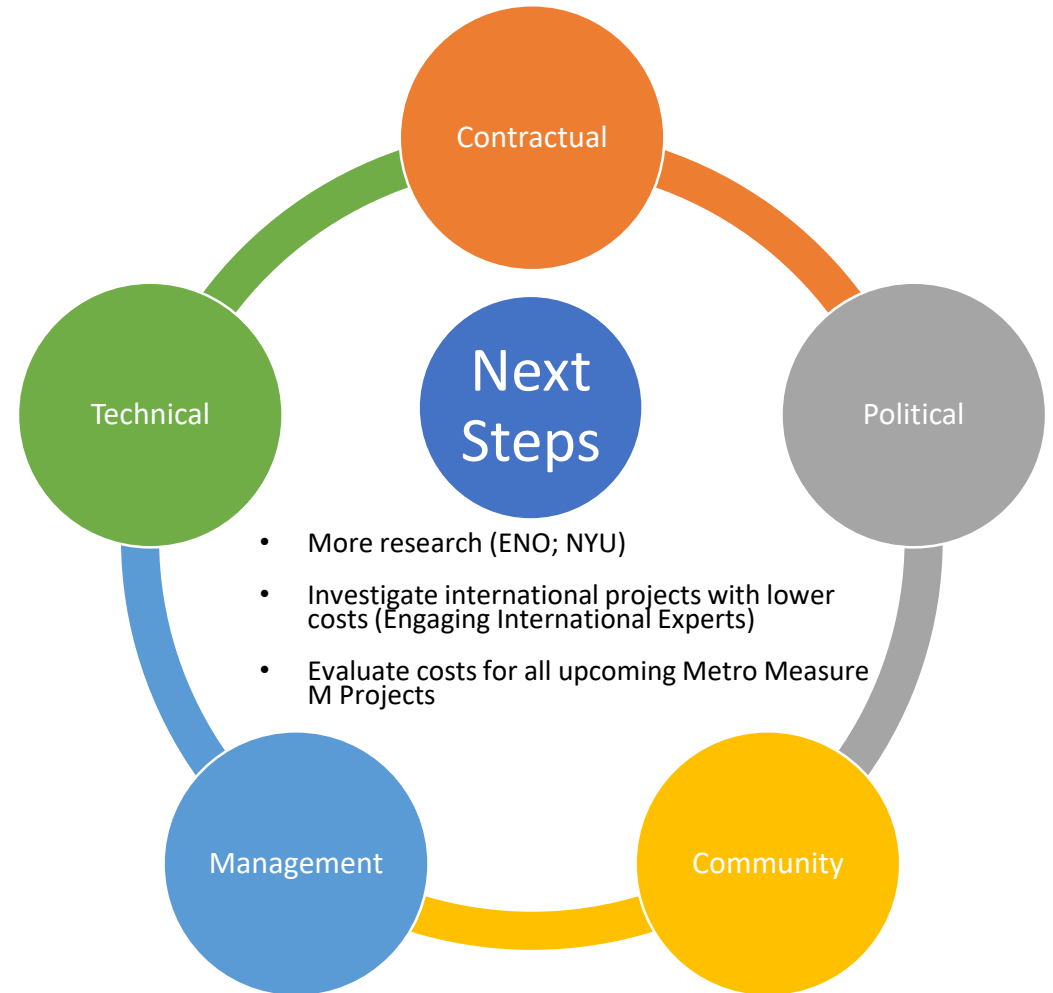 Contractual
Next
Steps
Technical
Political
• More research (ENO; NYU)
• Investigate international projects with lower
costs (Engaging International Experts)
• Evaluate costs for all upcoming Metro Measure
M Projects
Management
Community